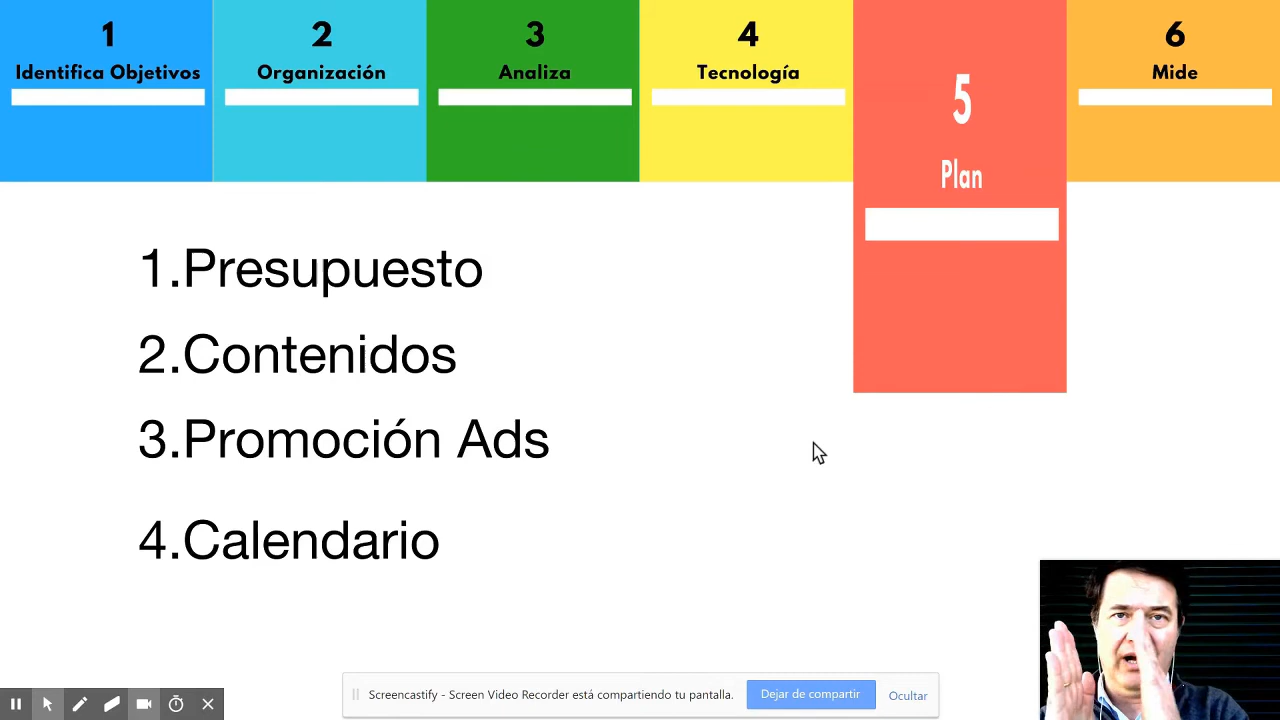 1
Identifica Objetivos
2
Organización
3
Analiza
4
Tecnología
5
Plan
6
Mide
1.Presupuesto
2.Contenidos
3.Promoción Ads
4.Calendario
Screencastify - Screen Video Recorder está compartiendo tu pantalla.
Dejar de compartir
Ocultar